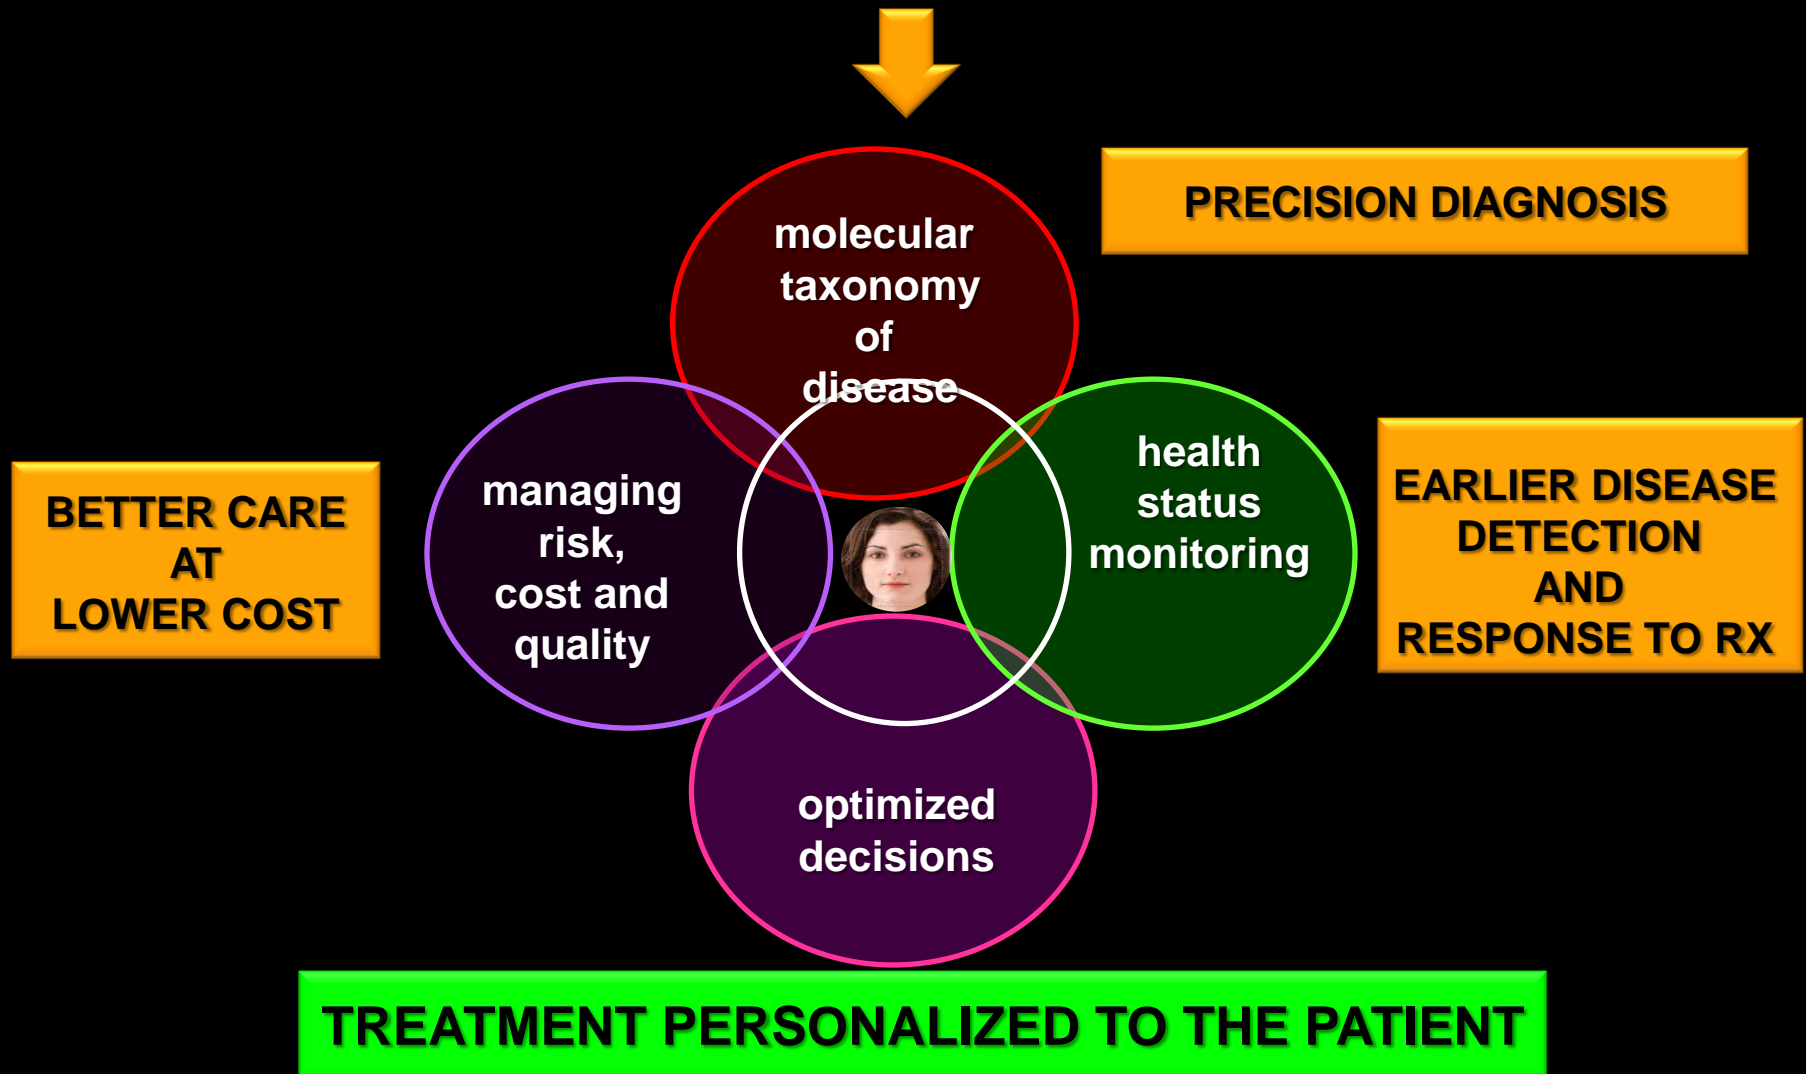 PRECISION DIAGNOSIS
molecular
taxonomy
of
disease
managing
risk,
cost and
quality
health
status
monitoring
BETTER CARE
AT
LOWER COST
EARLIER DISEASE
DETECTION
AND
RESPONSE TO RX
optimized
decisions
TREATMENT PERSONALIZED TO THE PATIENT